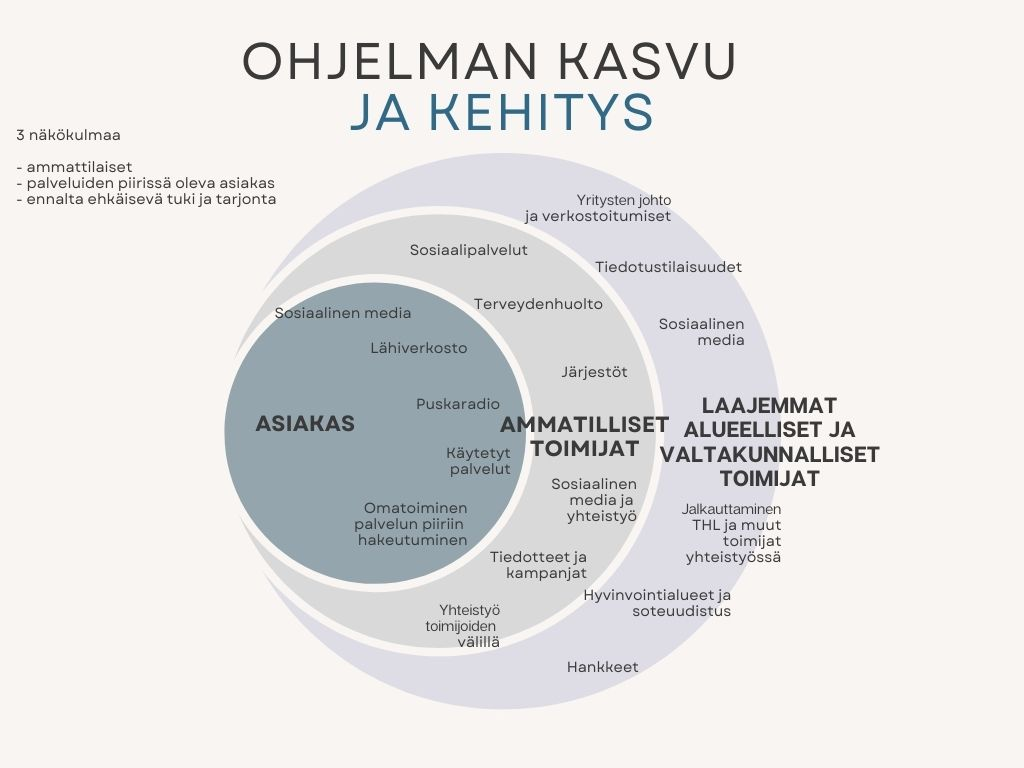 OHJELMAN KASVU
JA KEHITYS
3 näkökulmaa
- ammattilaiset
- palveluiden piirissä oleva asiakas
- ennalta ehkäisevä tuki ja tarjonta
ASIAKAS
Sosiaalinen media
Lähiverkosto
Puskaradio
Käytetyt
palvelut
Omatoiminen
palvelun piiriin
hakeutuminen
Sosiaalipalvelut
Terveydenhuolto
Järjestöt
AMMATILLISET
TOIMIJAT
Sosiaalinen
media ja
yhteistyö
Tiedotteet ja
kampanjat
Yhteistyö
toimijoiden
välillä
Yritysten johto
ja verkostoitumiset
Tiedotustilaisuudet
Sosiaalinen
media
LAAJEMMAT
ALUEELLISET JA
VALTAKUNNALLISET
TOIMIJAT
Jalkauttaminen
THL ja muut
toimijat
yhteistyössä
Hyvinvointialueet ja
soteuudistus
Hankkeet